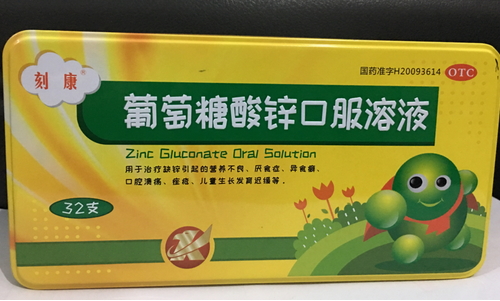 刻康®
国药准字H20093614
OTC
葡萄糖酸锌口服溶液
Zinc Gluconate Oral Solution
用于治疗缺锌引起的营养不良、厌食症、异食癖、
口腔溃疡、痤疮、儿童生长发育迟缓等。
32支